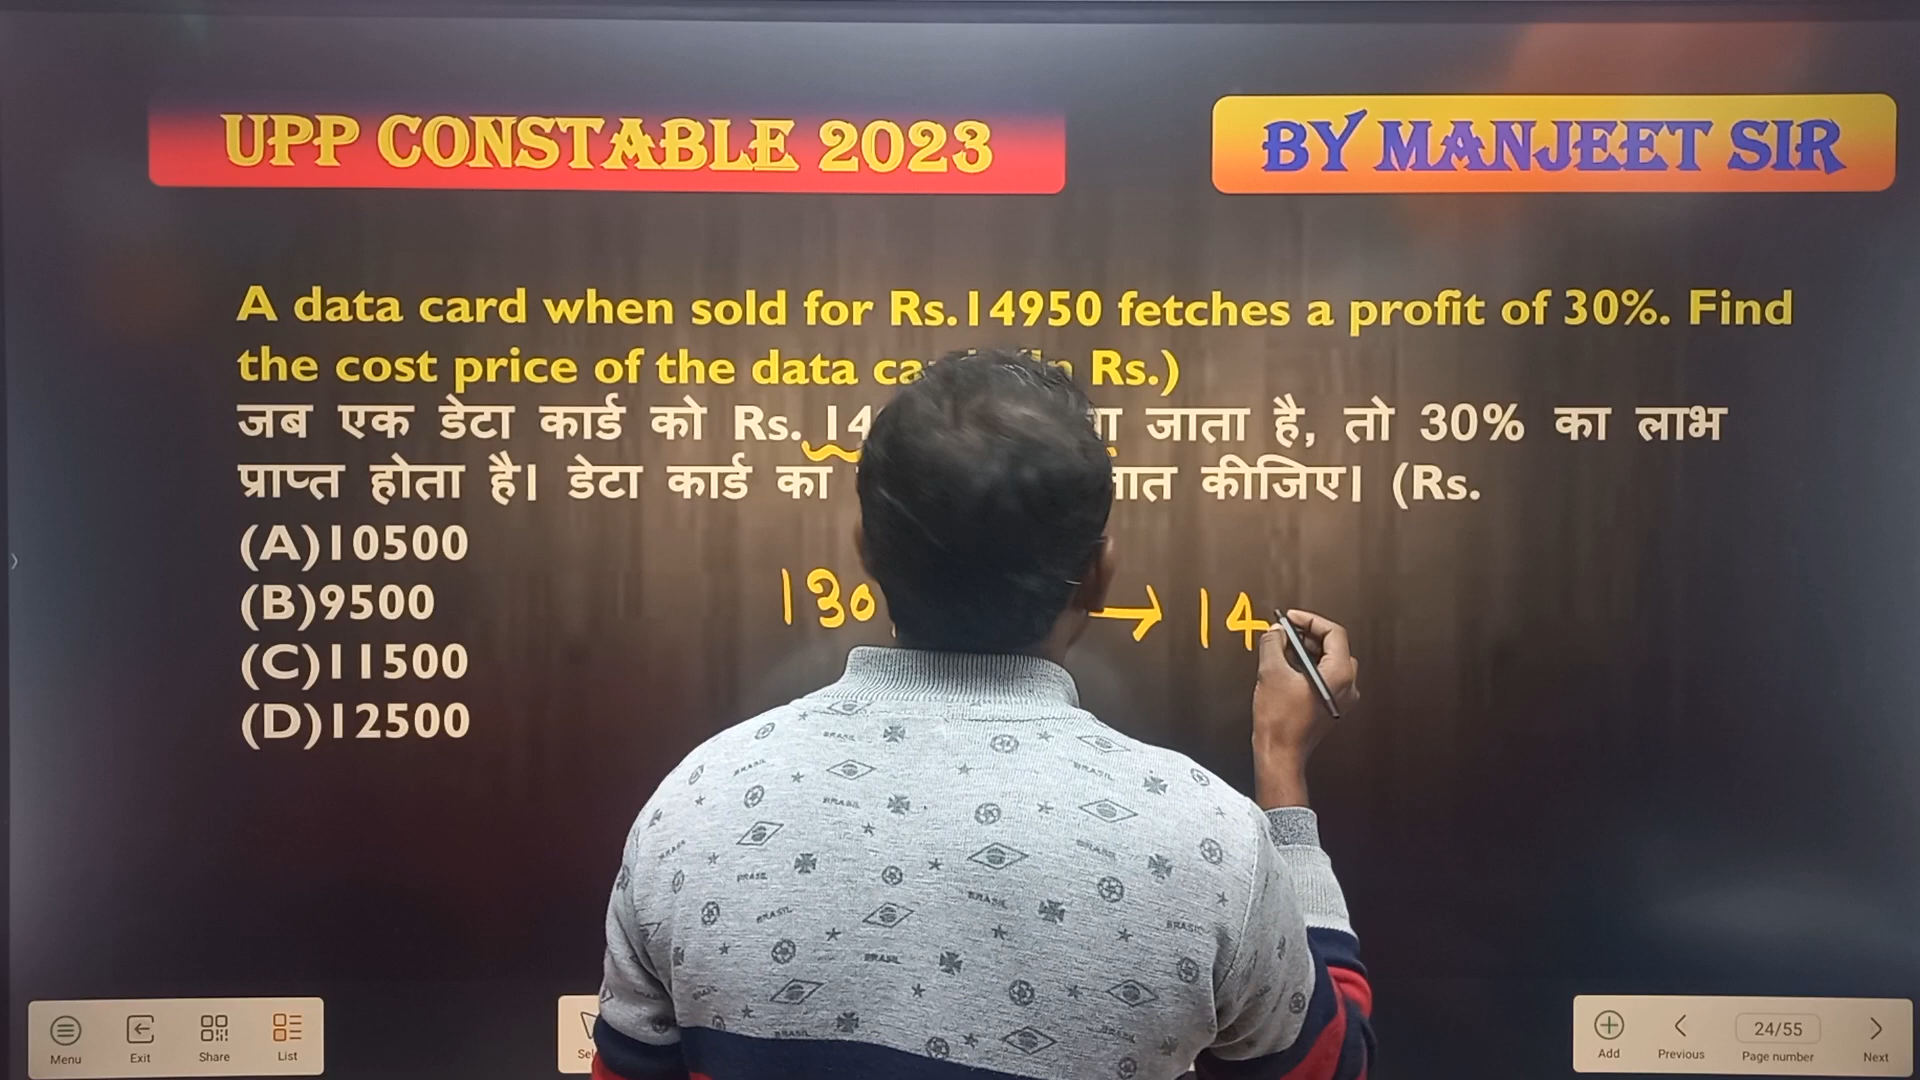 UPP CONSTABLE 2023
BY MANJEET SIR
A data card when sold for Rs.14950 fetches a profit of 30%. Find
the cost price of the data Rs.)
जब एक डेटा कार्ड को Rs. 14 जाता है, तो 30% का लाभ
प्राप्त होता है। डेटा कार्ड का कीजिए। (Rs.
(A)10500
(B)9500
(C)11500
(D)12500
130 → 14
Menu Exit Share List
Add Previous 24/55 Page number Next